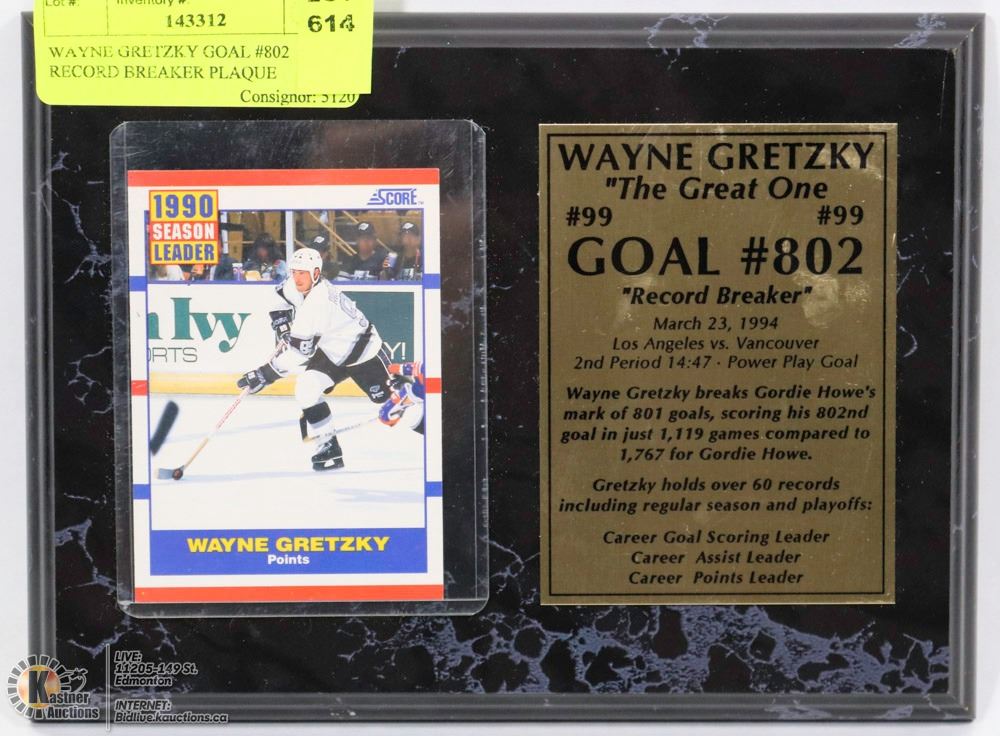 Lot #: Inventory #:
143312
614
WAYNE GRETZKY GOAL #802
RECORD BREAKER PLAQUE
Consignor: 5120
1990
SEASON
LEADER
SCORE
Ivy
ORTS
Y!
WAYNE GRETZKY
Points
WAYNE GRETZKY
"The Great One
#99 #99
GOAL #802
"Record Breaker"
March 23, 1994
Los Angeles vs. Vancouver
2nd Period 14:47 · Power Play Goal
Wayne Gretzky breaks Gordie Howe's
mark of 801 goals, scoring his 802nd
goal in just 1,119 games compared to
1,767 for Gordie Howe.
Gretzky holds over 60 records
including regular season and playoffs:
Career Goal Scoring Leader
Career Assist Leader
Career Points Leader
Kastner
Auctions
LIVE:
11205-149 St.
Edmonton
INTERNET:
Bidlive.kauctions.ca